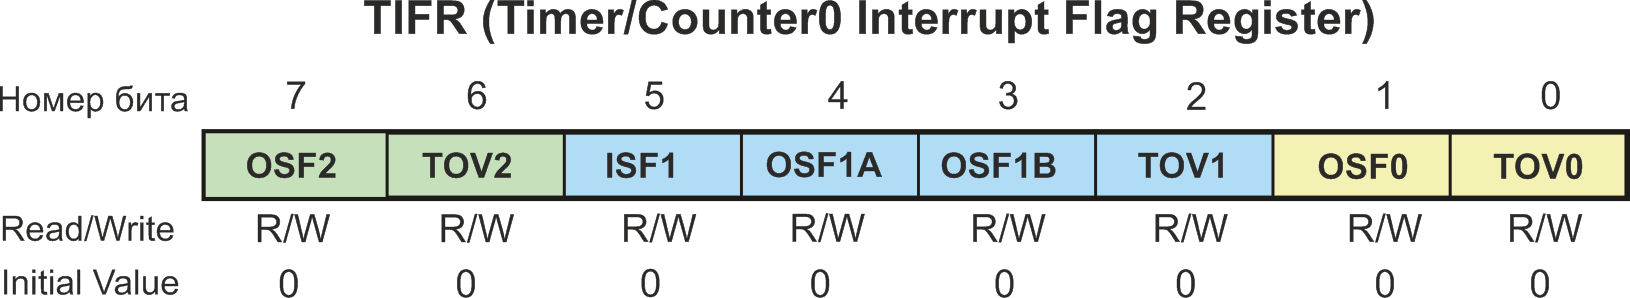 TIFR (Timer/Counter0 Interrupt Flag Register)
Номер бита 7 6 5 4 3 2 1 0
OSF2 TOV2 ISF1 OSF1A OSF1B TOV1 OSF0 TOV0
Read/Write R/W R/W R/W R/W R/W R/W R/W R/W
Initial Value 0 0 0 0 0 0 0 0